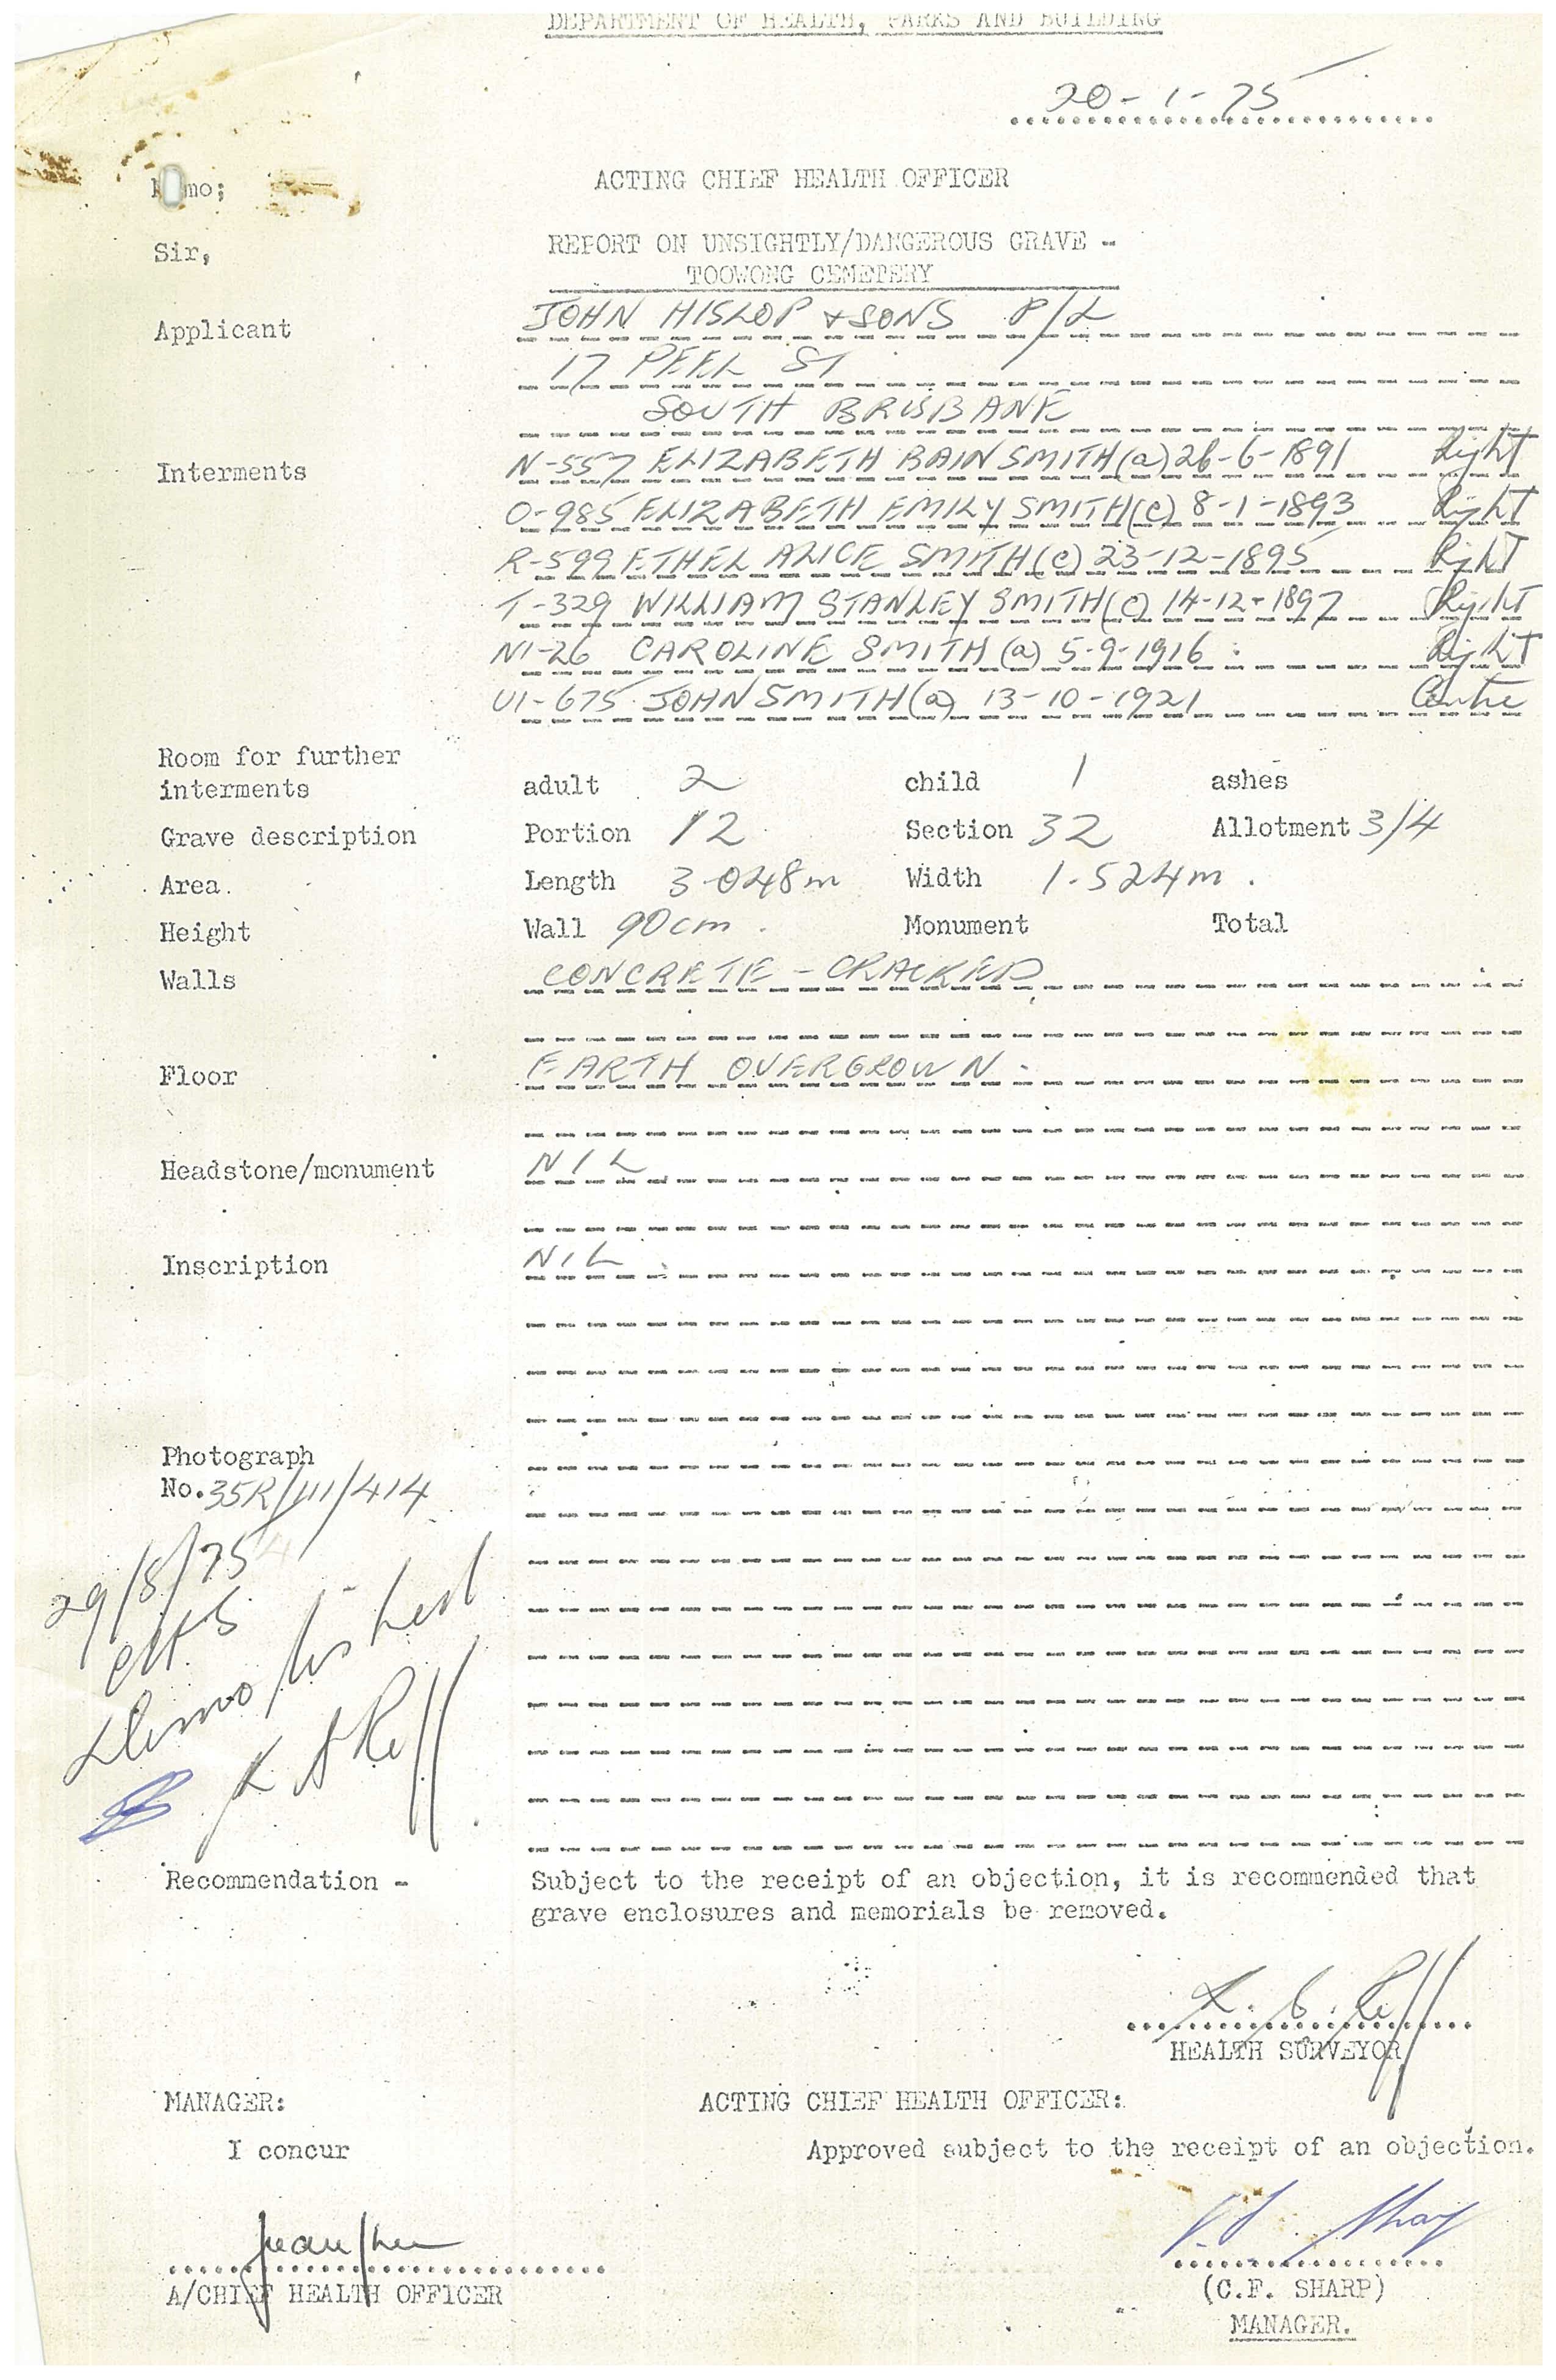 DEPARTMENT OF HEALTH, PARKS AND BUILDING
20-1-75
mo;
ACTING CHIEF HEALTH OFFICER
Sir,
REPORT ON UNSIGHTLY/DANGEROUS GRAVE -
TOOWONG CEMETERY
Applicant JOHN HISLOP & SONS P/L
17 PEEL ST
SOUTH BRISBANE
Interments N-557 ELIZABETH BAIN SMITH (a) 26-6-1891 Right
O-985 ELIZABETH EMILY SMITH (c) 8-1-1893 Right
R-599 ETHEL ALICE SMITH (c) 23-12-1895 Right
T-329 WILLIAM STANLEY SMITH (c) 14-12-1897 Right
N1-26 CAROLINE SMITH (a) 5-9-1916 Right
U1-675 JOHN SMITH (a) 13-10-1921 Centre
Room for further
interments adult 2 child 1 ashes
Grave description Portion 12 Section 32 Allotment 3/4
Area. Length 3.048m Width 1.524m.
Height Wall 90cm. Monument Total
Walls CONCRETE - CRACKED
Floor EARTH OVERGROWN.
Headstone/monument NIL
Inscription NIL.
Photograph
No. 35R/111/414
29/8/75
Recommendation - Subject to the receipt of an objection, it is recommended that
grave enclosures and memorials be removed.
HEALTH SURVEYOR
MANAGER: ACTING CHIEF HEALTH OFFICER:
I concur Approved subject to the receipt of an objection.
A/CHIEF HEALTH OFFICER (C.F. SHARP)
MANAGER.